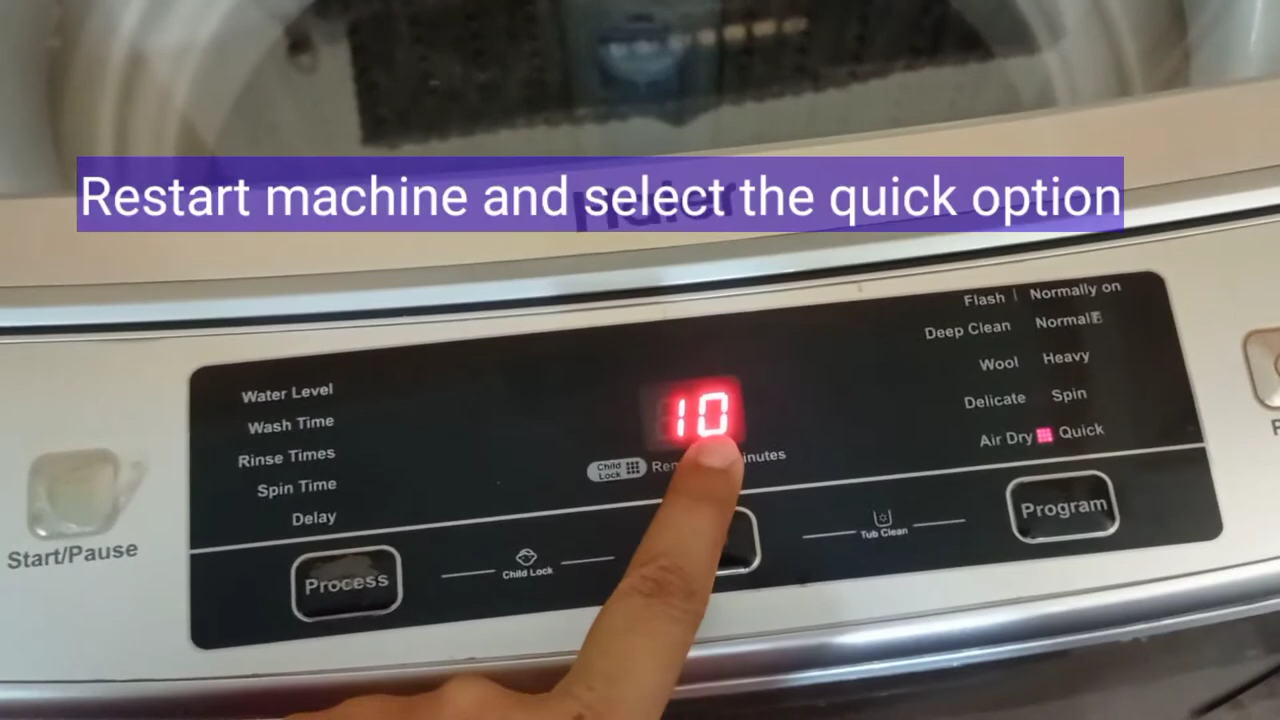 Restart machine and select the quick option
Haier
Flash | Normally on
Deep Clean Normal
Wool Heavy
Delicate Spin
Air Dry Quick
Water Level
Wash Time
Rinse Times
Spin Time
Delay
10
Child Lock
Start/Pause
Process
Child Lock
Tub Clean
Program